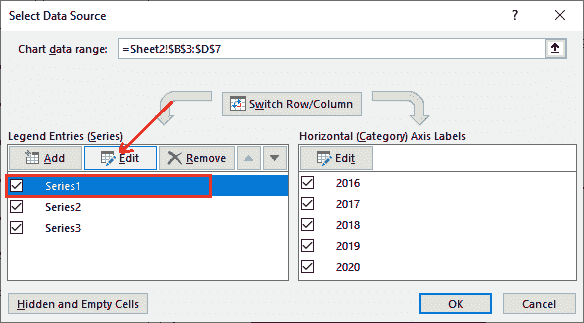 Select Data Source
? ×
Chart data range: =Sheet2!$B$3:$D$7
Switch Row/Column
Legend Entries (Series)
Add Edit Remove
Series1
Series2
Series3
Horizontal (Category) Axis Labels
Edit
2016
2017
2018
2019
2020
Hidden and Empty Cells
OK Cancel